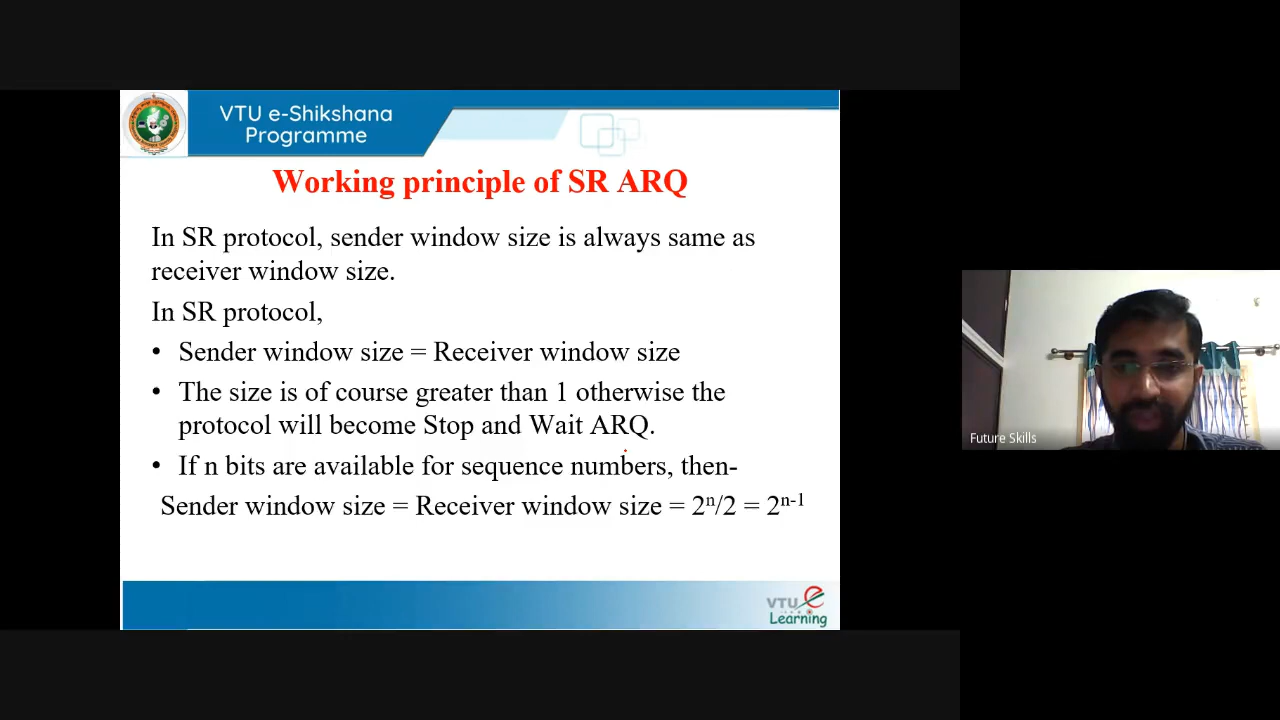 VTU e-Shikshana
Programme
Working principle of SR ARQ
In SR protocol, sender window size is always same as
receiver window size.
In SR protocol,
• Sender window size = Receiver window size
• The size is of course greater than 1 otherwise the
protocol will become Stop and Wait ARQ.
• If n bits are available for sequence numbers, then-
Sender window size = Receiver window size = 2ⁿ/2 = 2ⁿ⁻¹
Future Skills
VTU e
Learning